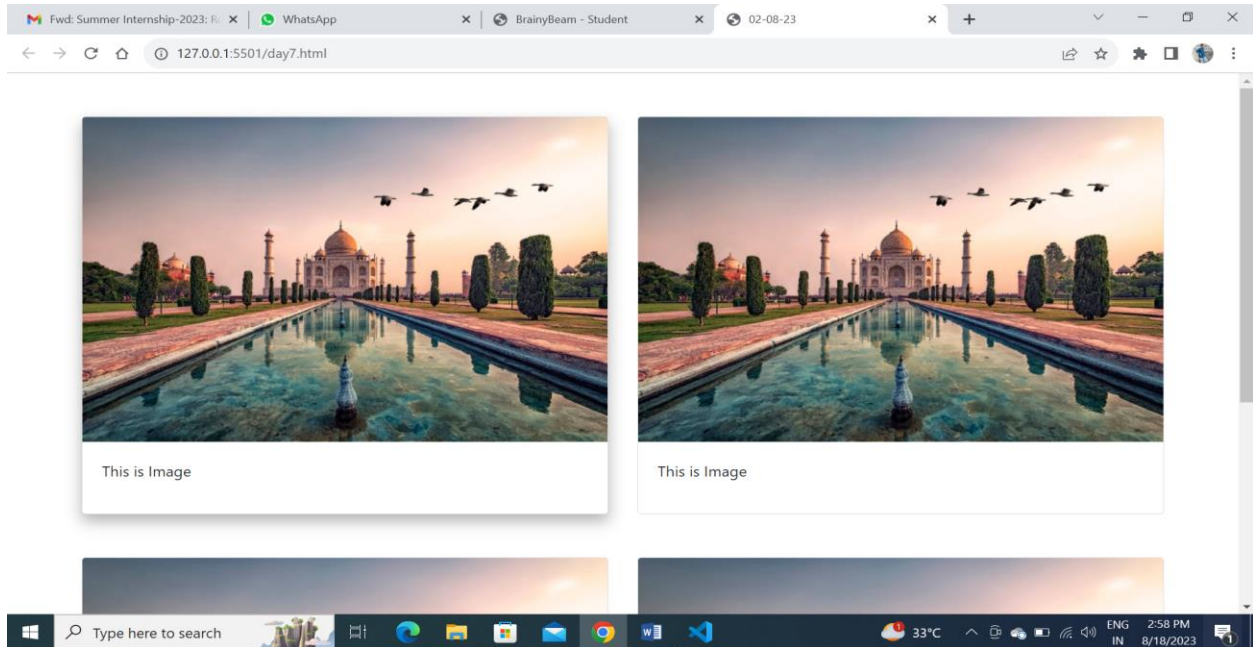 Fwd: Summer Internship-2023: R
WhatsApp
BrainyBeam - Student
02-08-23
127.0.0.1:5501/day7.html
This is Image
This is Image
Type here to search
33°C
ENG
IN
2:58 PM
8/18/2023
1